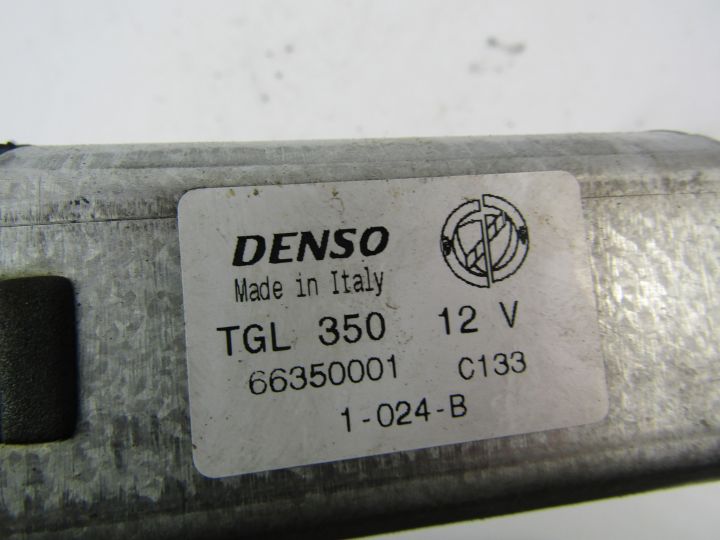 DENSO
Made in Italy
TGL 350 12 V
66350001 C133
1-024-B